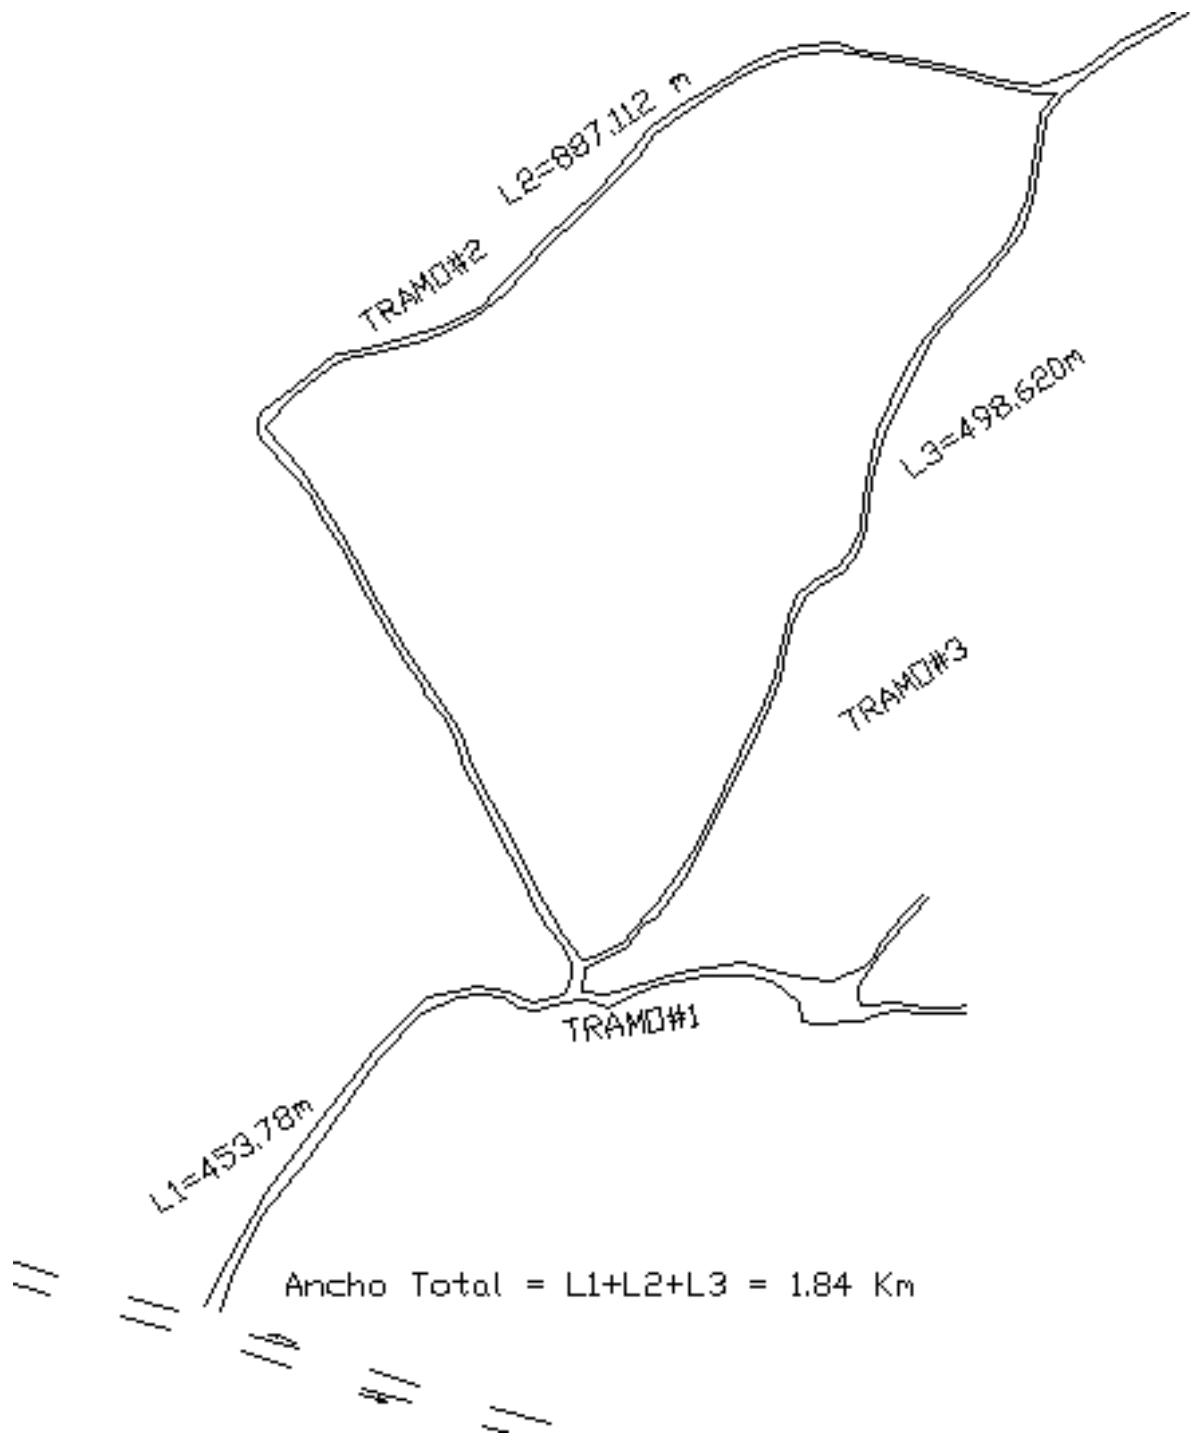 L2=887.112 m
TRAMO#2
L3=498.620m
TRAMO#3
TRAMO#1
L1=453.78m
Ancho Total = L1+L2+L3 = 1.84 Km